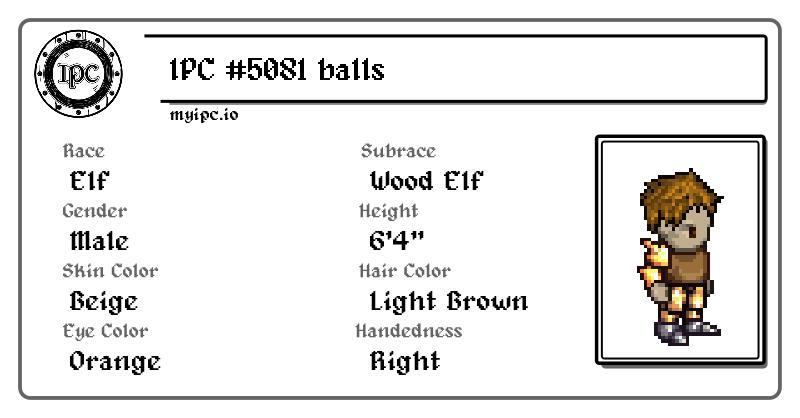 IPC
IPC #5081 balls
myipc.io
Race
Elf
Subrace
Wood Elf
Gender
Male
Height
6'4"
Skin Color
Beige
Hair Color
Light Brown
Eye Color
Orange
Handedness
Right